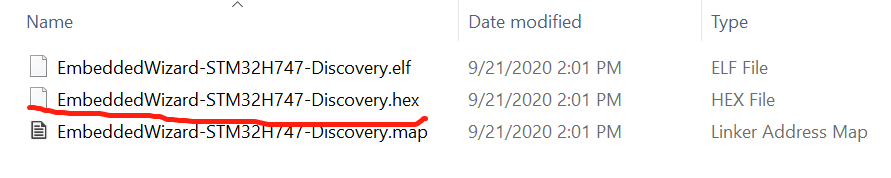 Name Date modified Type
EmbeddedWizard-STM32H747-Discovery.elf 9/21/2020 2:01 PM ELF File
EmbeddedWizard-STM32H747-Discovery.hex 9/21/2020 2:01 PM HEX File
EmbeddedWizard-STM32H747-Discovery.map 9/21/2020 2:01 PM Linker Address Map